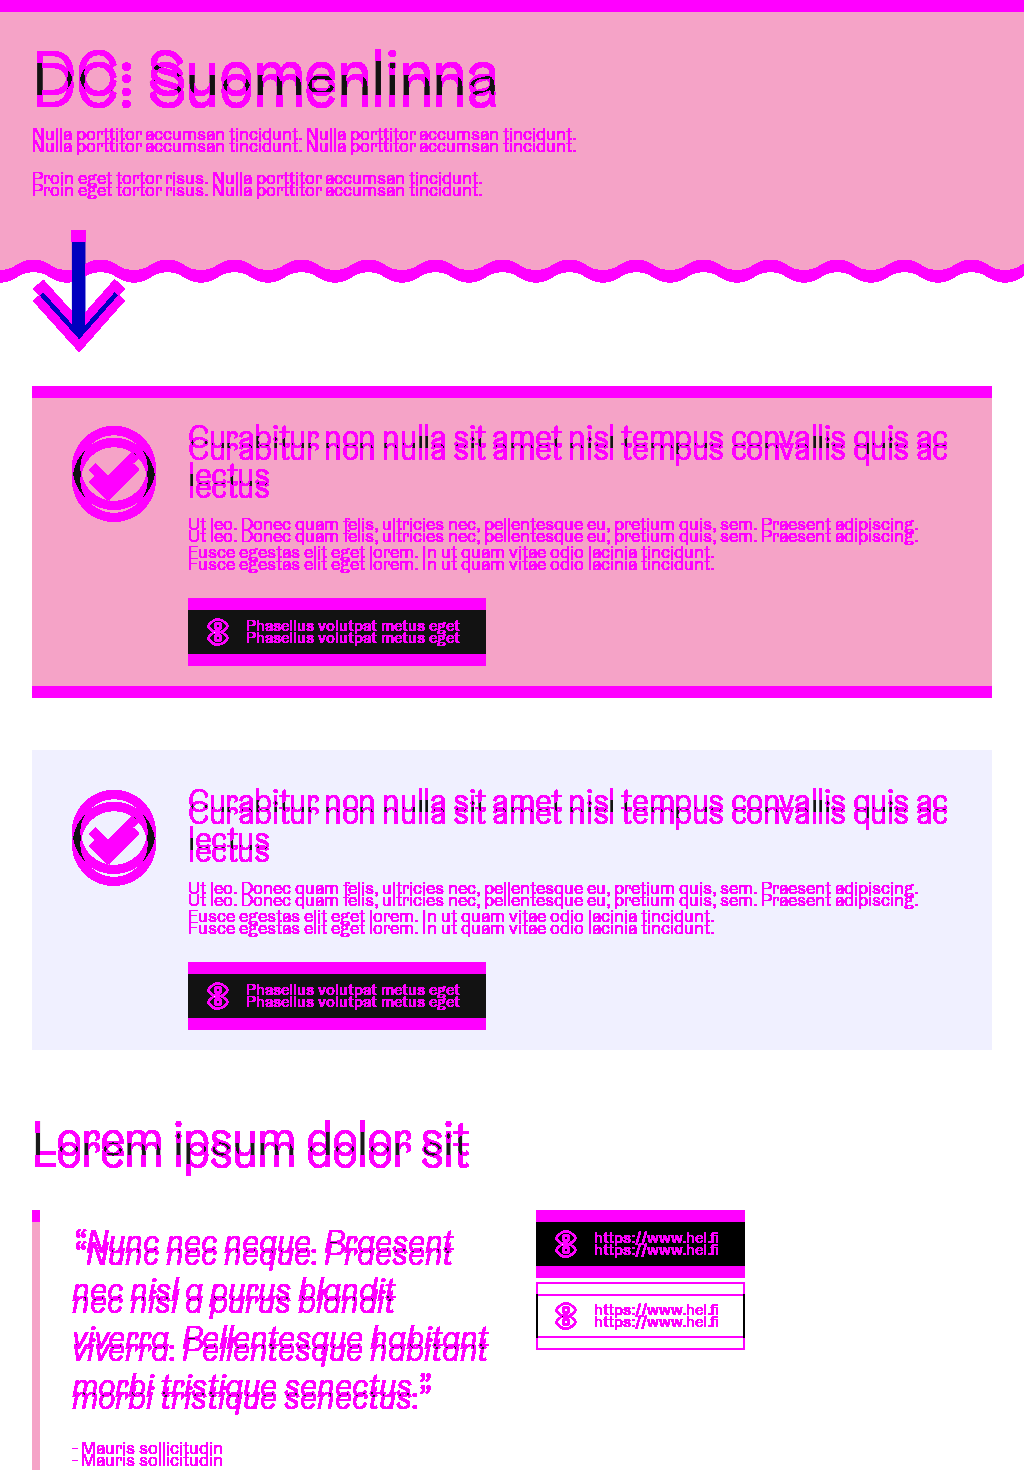 DC: Suomenlinna
Nulla porttitor accumsan tincidunt. Nulla porttitor accumsan tincidunt.
Proin eget tortor risus. Nulla porttitor accumsan tincidunt.
Curabitur non nulla sit amet nisl tempus convallis quis ac
lectus
Ut leo. Donec quam felis, ultricies nec, pellentesque eu, pretium quis, sem. Praesent adipiscing.
Fusce egestas elit eget lorem. In ut quam vitae odio lacinia tincidunt.
Phasellus volutpat metus eget
Curabitur non nulla sit amet nisl tempus convallis quis ac
lectus
Ut leo. Donec quam felis, ultricies nec, pellentesque eu, pretium quis, sem. Praesent adipiscing.
Fusce egestas elit eget lorem. In ut quam vitae odio lacinia tincidunt.
Phasellus volutpat metus eget
Lorem ipsum dolor sit
“Nunc nec neque. Praesent
nec nisl a purus blandit
viverra. Pellentesque habitant
morbi tristique senectus.”
- Mauris sollicitudin
https://www.hel.fi
https://www.hel.fi